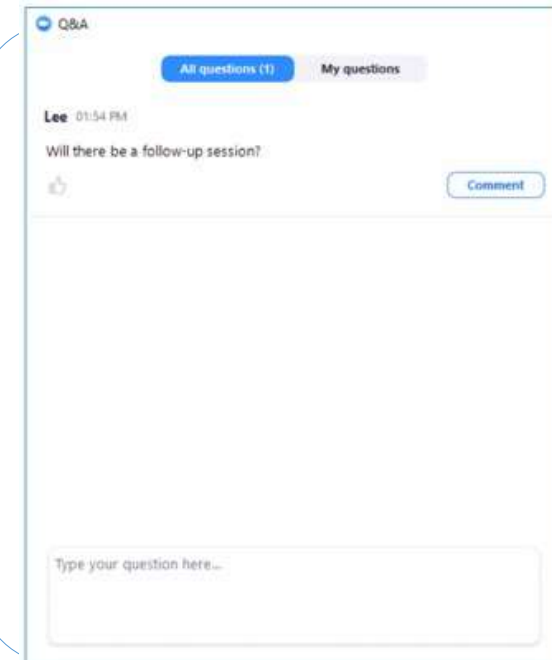 Q&A
All questions (1) My questions
Lee 01:54 PM
Will there be a follow-up session?
Comment
Type your question here...